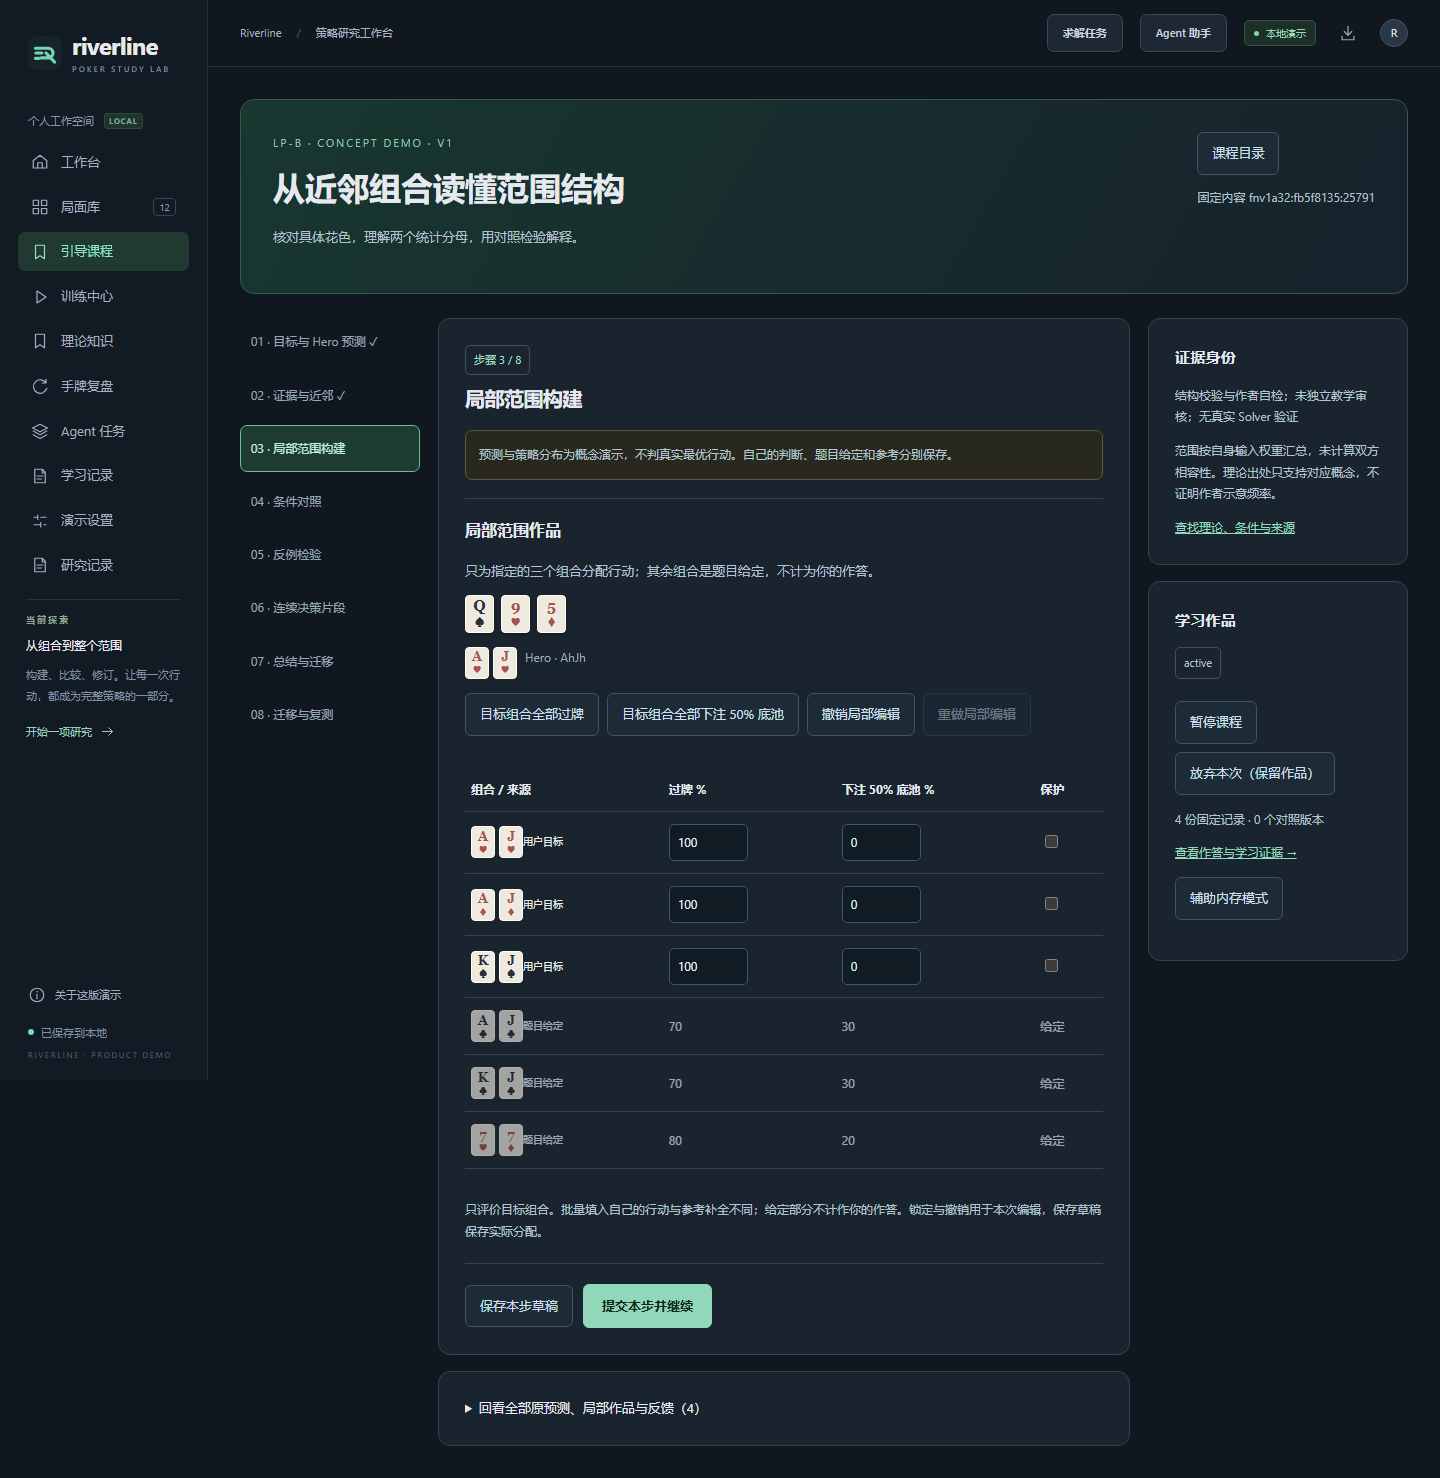 riverline
POKER STUDY LAB
个人工作空间 LOCAL
工作台
局面库 12
引导课程
训练中心
理论知识
手牌复盘
Agent 任务
学习记录
演示设置
研究记录
当前探索
从组合到整个范围
构建、比较、修订。让每一次行
动，都成为完整策略的一部分。
开始一项研究 →
关于这版演示
已保存到本地
RIVERLINE · PRODUCT DEMO
Riverline / 策略研究工作台
求解任务
Agent 助手
本地演示
R
LP-B · CONCEPT DEMO · V1
从近邻组合读懂范围结构
核对具体花色，理解两个统计分母，用对照检验解释。
课程目录
固定内容 fnv1a32:fb5f8135:25791
01 · 目标与 Hero 预测 ✓
02 · 证据与近邻 ✓
03 · 局部范围构建
04 · 条件对照
05 · 反例检验
06 · 连续决策片段
07 · 总结与迁移
08 · 迁移与复测
步骤 3 / 8
局部范围构建
预测与策略分布为概念演示，不判真实最优行动。自己的判断、题目给定和参考分别保存。
局部范围作品
只为指定的三个组合分配行动；其余组合是题目给定，不计为你的作答。
Q♠ 9♥ 5♦
A♥ J♥ Hero · AhJh
目标组合全部过牌
目标组合全部下注 50% 底池
撤销局部编辑
重做局部编辑
组合 / 来源 过牌 % 下注 50% 底池 % 保护
A♥ J♥ 用户目标 100 0
A♦ J♦ 用户目标 100 0
K♠ J♠ 用户目标 100 0
A♣ J♣ 题目给定 70 30 给定
K♣ J♣ 题目给定 70 30 给定
7♥ 7♦ 题目给定 80 20 给定
只评价目标组合。批量填入自己的行动与参考补全不同；给定部分不计作你的作答。锁定与撤销用于本次编辑，保存草稿
保存实际分配。
保存本步草稿
提交本步并继续
▶ 回看全部原预测、局部作品与反馈（4）
证据身份
结构校验与作者自检；未独立教学审
核；无真实 Solver 验证
范围按自身输入权重汇总，未计算双方
相容性。理论出处只支持对应概念，不
证明作者示意频率。
查找理论、条件与来源
学习作品
active
暂停课程
放弃本次（保留作品）
4 份固定记录 · 0 个对照版本
查看作答与学习证据 →
辅助内存模式